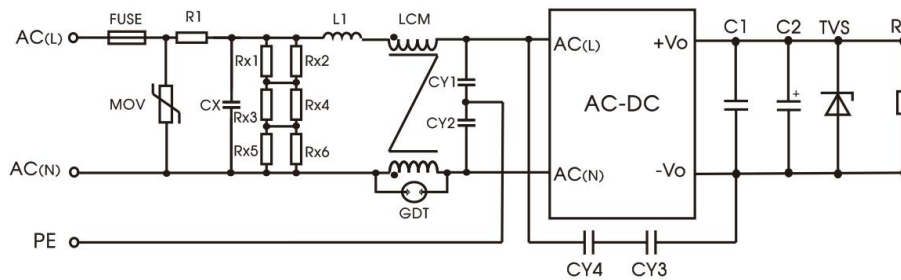 FUSE R1 L1 LCM C1 C2 TVS R
AC(L) AC(L) +Vo
Rx1 Rx2
MOV CX Rx3 Rx4 CY1 AC-DC +
CY2
Rx5 Rx6
AC(N) AC(N) -Vo
GDT
PE
CY4 CY3